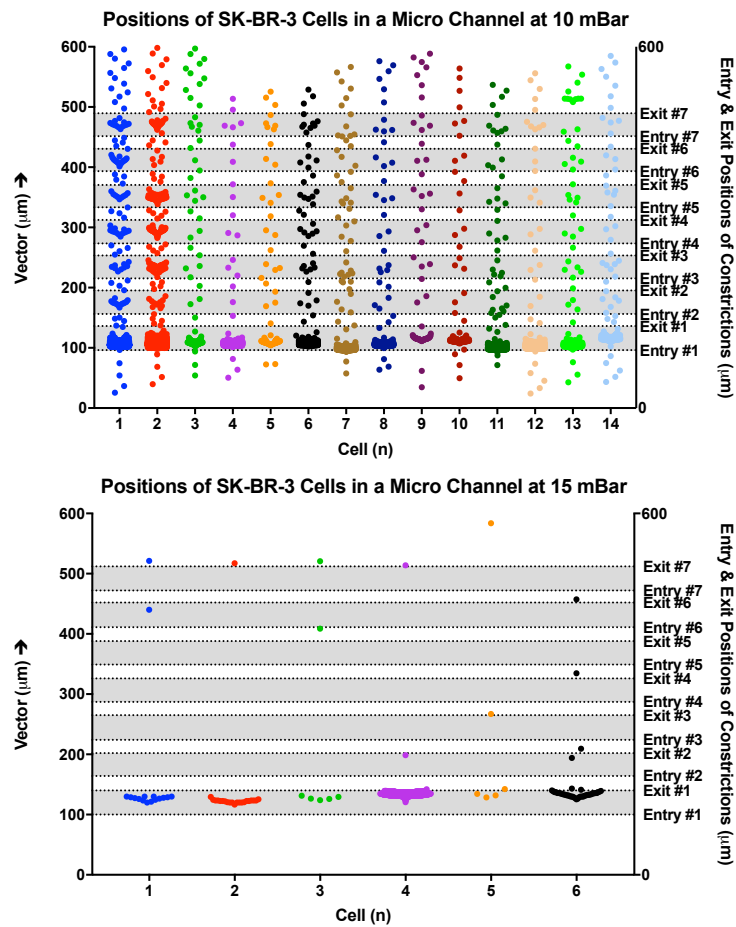 Positions of SK-BR-3 Cells in a Micro Channel at 10 mBar
600
500
400
300
200
100
0
Vector (μm) ➔
1 2 3 4 5 6 7 8 9 10 11 12 13 14
Cell (n)
600
Exit #7
Entry #7
Exit #6
Entry #6
Exit #5
Entry #5
Exit #4
Entry #4
Exit #3
Entry #3
Exit #2
Entry #2
Exit #1
Entry #1
0
Entry & Exit Positions of Constrictions (μm)
Positions of SK-BR-3 Cells in a Micro Channel at 15 mBar
600
500
400
300
200
100
0
Vector (μm) ➔
1 2 3 4 5 6
Cell (n)
600
Exit #7
Entry #7
Exit #6
Entry #6
Exit #5
Entry #5
Exit #4
Entry #4
Exit #3
Entry #3
Exit #2
Entry #2
Exit #1
Entry #1
0
Entry & Exit Positions of Constrictions (μm)